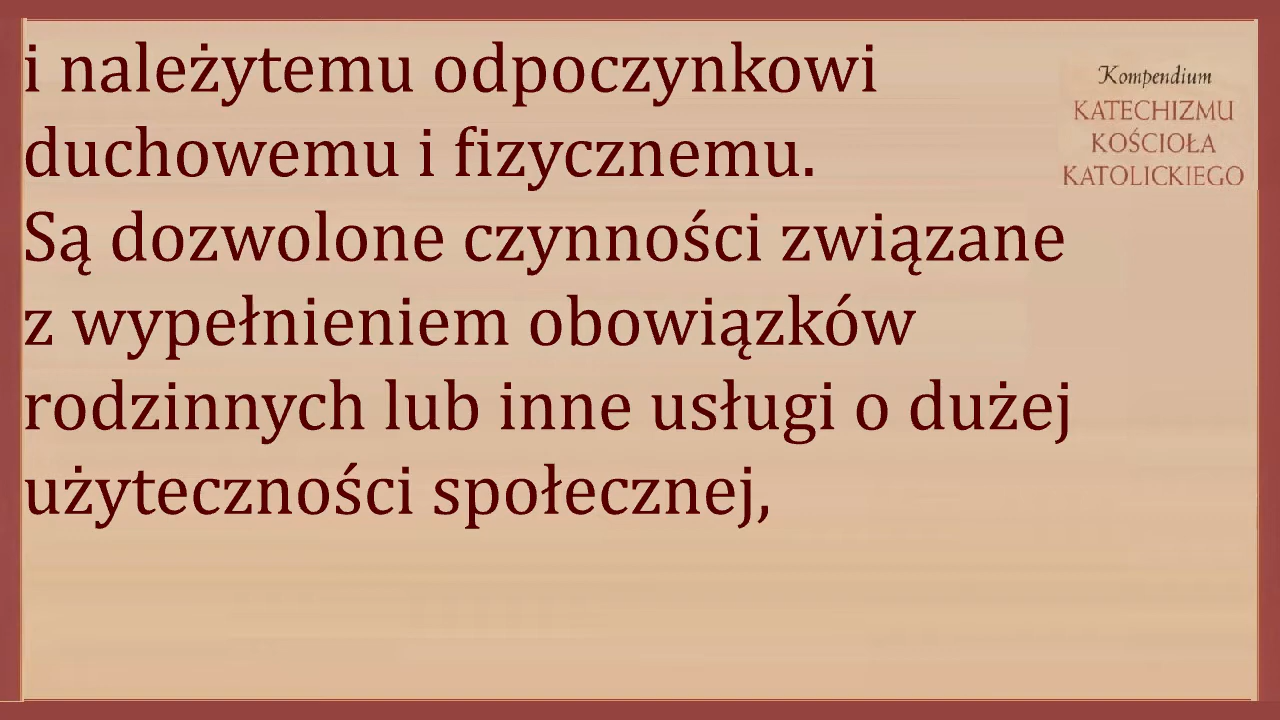 i należytemu odpoczynkowi
duchowemu i fizycznemu.
Są dozwolone czynności związane
z wypełnieniem obowiązków
rodzinnych lub inne usługi o dużej
użyteczności społecznej,
Kompendium
KATECHIZMU
KOŚCIOŁA
KATOLICKIEGO